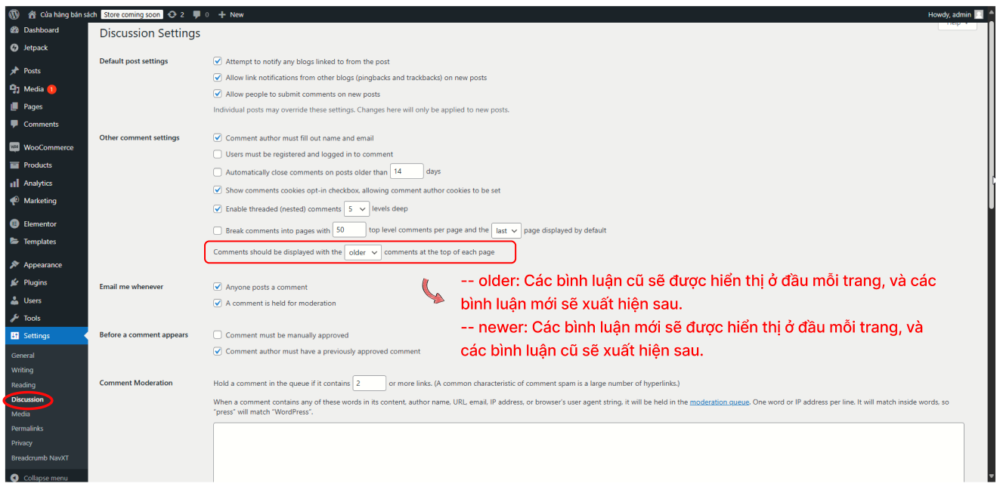 Cửa hàng bán sách Store coming soon 2 0 New Howdy, admin
Help
Dashboard
Jetpack
Posts
Media 1
Pages
Comments
WooCommerce
Products
Analytics
Marketing
Elementor
Templates
Appearance
Plugins
Users
Tools
Settings
General
Writing
Reading
Discussion
Media
Permalinks
Privacy
Breadcrumb NavXT
Collapse menu
Discussion Settings
Default post settings
Attempt to notify any blogs linked to from the post
Allow link notifications from other blogs (pingbacks and trackbacks) on new posts
Allow people to submit comments on new posts
Individual posts may override these settings. Changes here will only be applied to new posts.
Other comment settings
Comment author must fill out name and email
Users must be registered and logged in to comment
Automatically close comments on posts older than 14 days
Show comments cookies opt-in checkbox, allowing comment author cookies to be set
Enable threaded (nested) comments 5 levels deep
Break comments into pages with 50 top level comments per page and the last page displayed by default
Comments should be displayed with the older comments at the top of each page
-- older: Các bình luận cũ sẽ được hiển thị ở đầu mỗi trang, và các
bình luận mới sẽ xuất hiện sau.
-- newer: Các bình luận mới sẽ được hiển thị ở đầu mỗi trang, và
các bình luận cũ sẽ xuất hiện sau.
Email me whenever
Anyone posts a comment
A comment is held for moderation
Before a comment appears
Comment must be manually approved
Comment author must have a previously approved comment
Comment Moderation
Hold a comment in the queue if it contains 2 or more links. (A common characteristic of comment spam is a large number of hyperlinks.)
When a comment contains any of these words in its content, author name, URL, email, IP address, or browser's user agent string, it will be held in the moderation queue. One word or IP address per line. It will match inside words, so
"press" will match "WordPress".